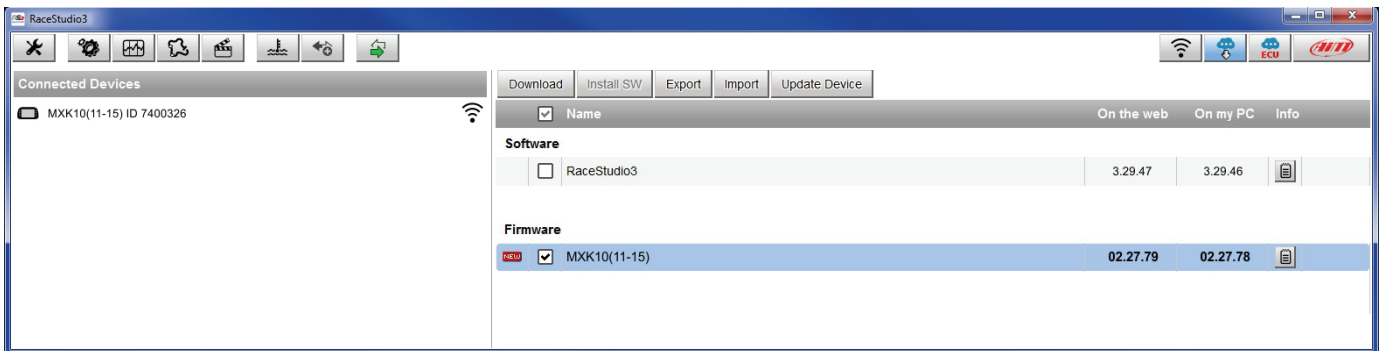 RaceStudio3
ECU AiM
Connected Devices
Download Install SW Export Import Update Device
MXK10(11-15) ID 7400326
Name On the web On my PC Info
Software
RaceStudio3 3.29.47 3.29.46
Firmware
NEW MXK10(11-15) 02.27.79 02.27.78